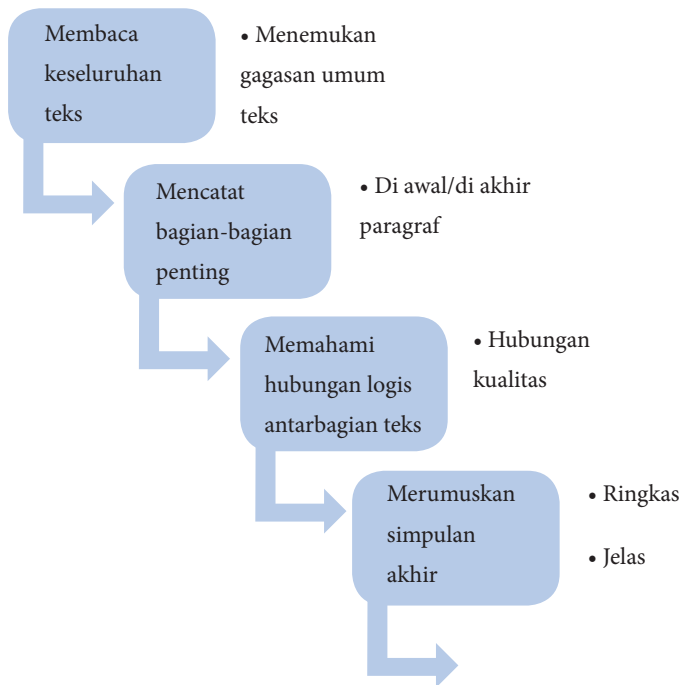 Membaca
keseluruhan
teks
• Menemukan
gagasan umum
teks
Mencatat
bagian-bagian
penting
• Di awal/di akhir
paragraf
Memahami
hubungan logis
antarbagian teks
• Hubungan
kualitas
Merumuskan
simpulan
akhir
• Ringkas
• Jelas